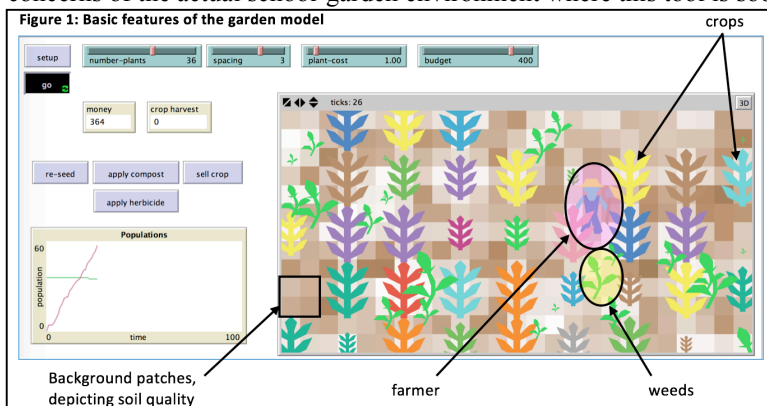 Figure 1: Basic features of the garden model
crops
setup
number-plants 36
spacing 3
plant-cost 1.00
budget 400
go
money
364
crop harvest
0
ticks: 26
3D
re-seed
apply compost
sell crop
apply herbicide
Populations
60
population
0
0
time
100
Background patches,
depicting soil quality
farmer
weeds